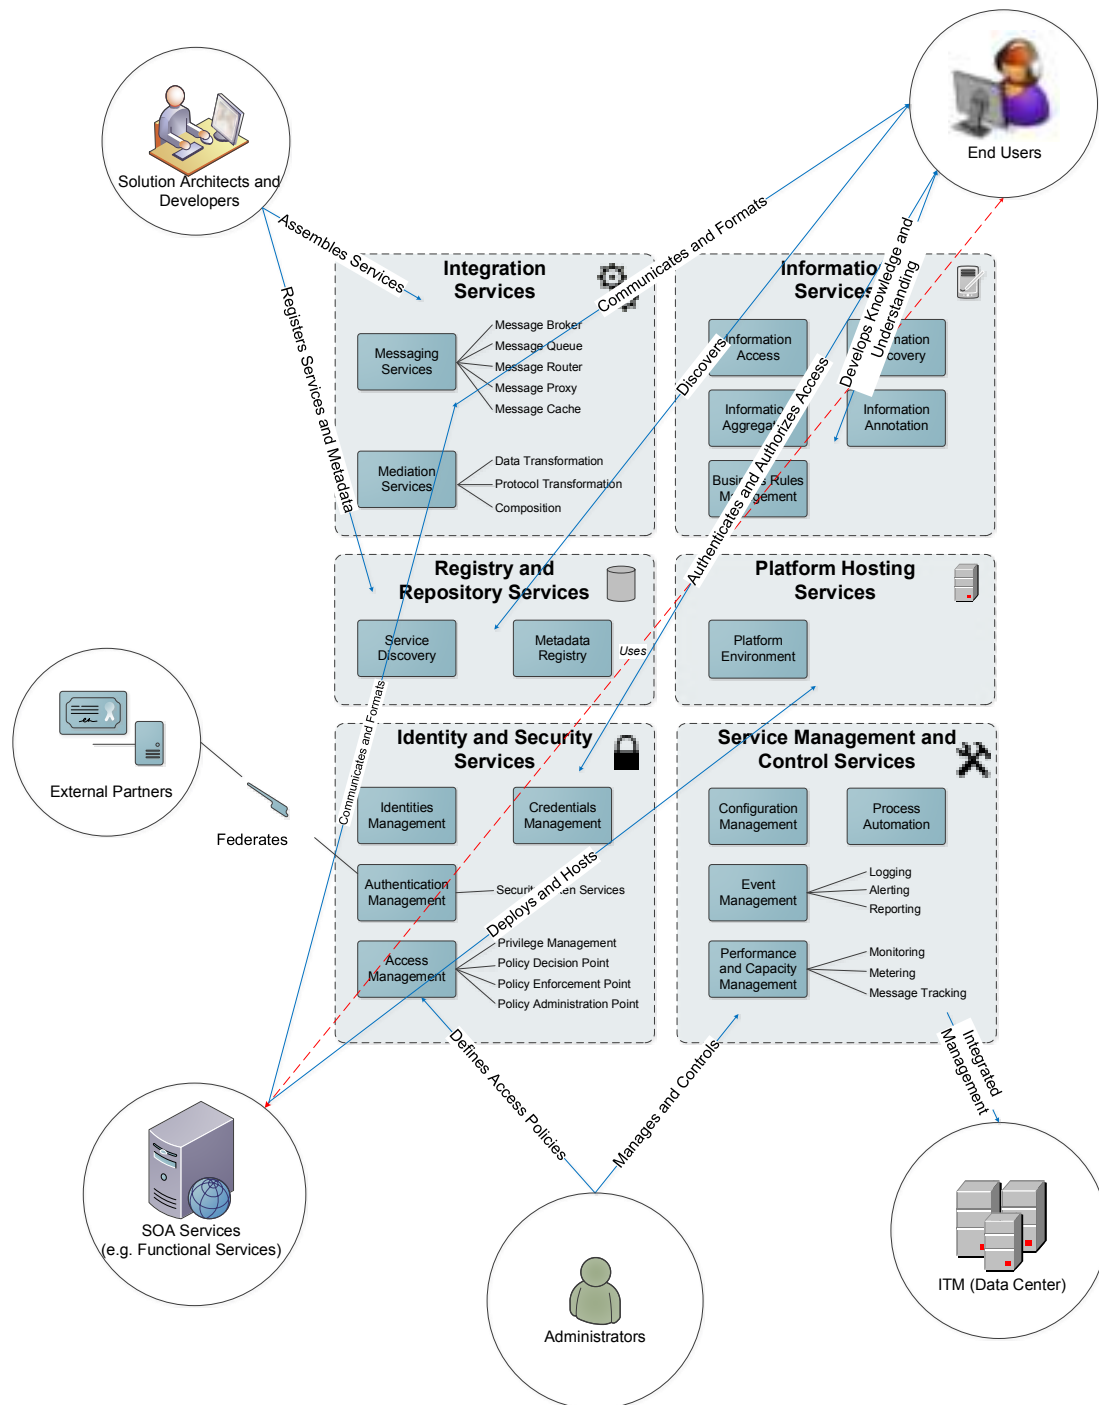 Solution Architects and
Developers
End Users
Assembles Services
Registers Services and Metadata
Communicates and Formats
Discovers
Authenticates and Authorizes Access
Develops Knowledge and
Understanding
Integration
Services
Messaging
Services
Message Broker
Message Queue
Message Router
Message Proxy
Message Cache
Mediation
Services
Data Transformation
Protocol Transformation
Composition
Information
Services
Information
Access
Information
Aggregation
Information
Annotation
Business Rules
Management
Registry and
Repository Services
Service
Discovery
Metadata
Registry
Uses
Platform Hosting
Services
Platform
Environment
External Partners
Federates
Communicates and Formats
Identity and Security
Services
Identities
Management
Credentials
Management
Authentication
Management
Access
Management
Privilege Management
Policy Decision Point
Policy Enforcement Point
Policy Administration Point
Deploys and Hosts
Service Management and
Control Services
Configuration
Management
Process
Automation
Event
Management
Logging
Alerting
Reporting
Performance
and Capacity
Management
Monitoring
Metering
Message Tracking
Defines Access Policies
Manages and Controls
Integrated
Management
SOA Services
(e.g. Functional Services)
Administrators
ITM (Data Center)